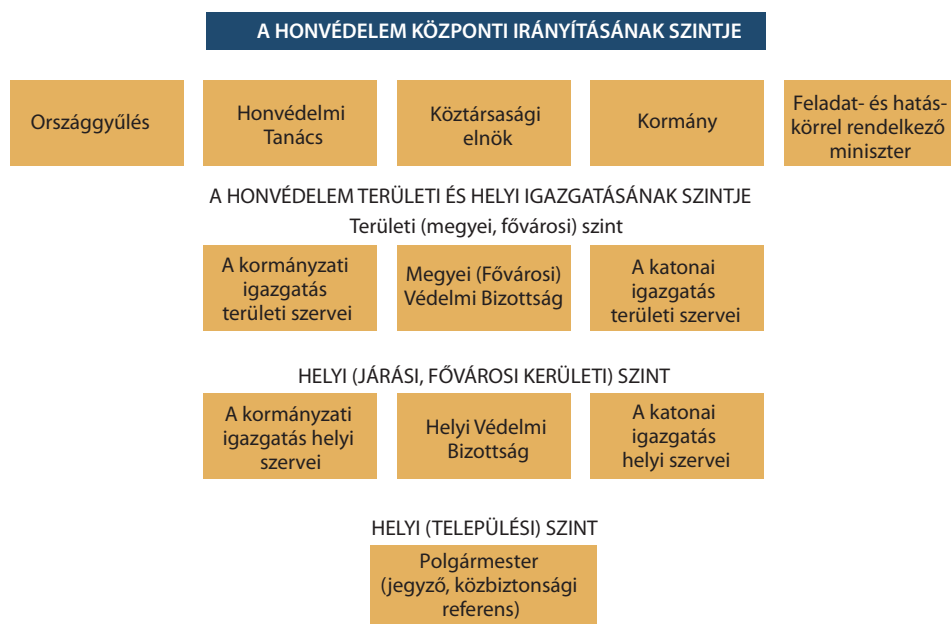 A HONVÉDELEM KÖZPONTI IRÁNYÍTÁSÁNAK SZINTJE
Országgyűlés
Honvédelmi
Tanács
Köztársasági
elnök
Kormány
Feladat- és hatás-
körrel rendelkező
miniszter
A HONVÉDELEM TERÜLETI ÉS HELYI IGAZGATÁSÁNAK SZINTJE
Területi (megyei, fővárosi) szint
A kormányzati
igazgatás
területi szervei
Megyei (Fővárosi)
Védelmi Bizottság
A katonai
igazgatás
területi szervei
HELYI (JÁRÁSI, FŐVÁROSI KERÜLETI) SZINT
A kormányzati
igazgatás helyi
szervei
Helyi Védelmi
Bizottság
A katonai
igazgatás
helyi szervei
HELYI (TELEPÜLÉSI) SZINT
Polgármester
(jegyző, közbiztonsági
referens)